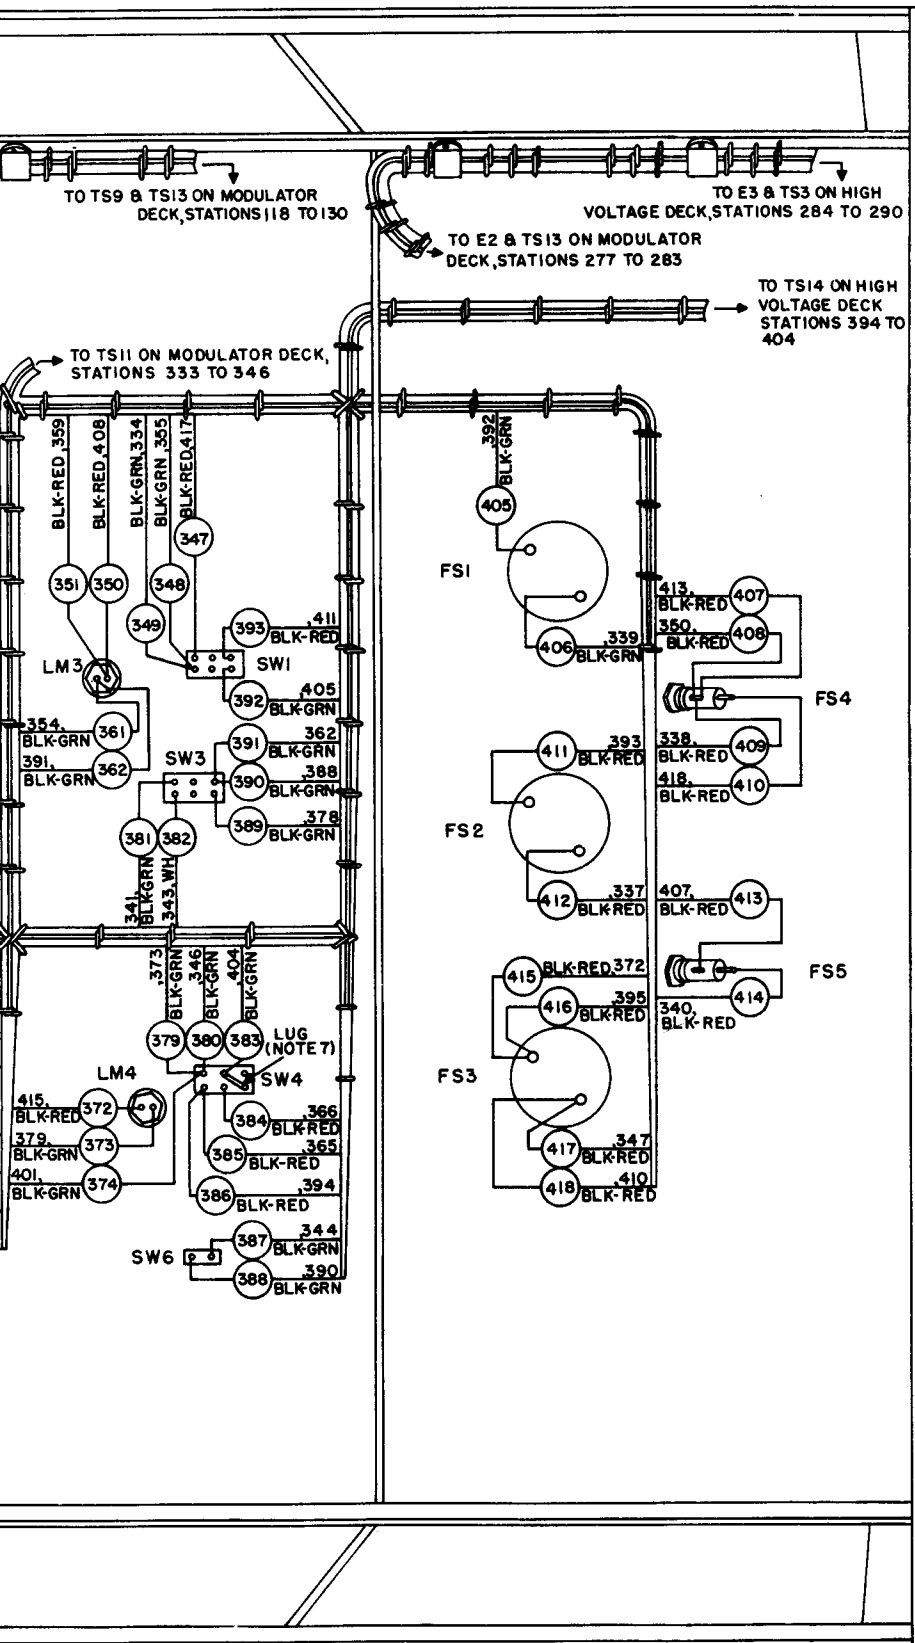 TO TS9 & TS13 ON MODULATOR
DECK, STATIONS 118 TO 130
TO E3 & TS3 ON HIGH
VOLTAGE DECK, STATIONS 284 TO 290
TO E2 & TS13 ON MODULATOR
DECK, STATIONS 277 TO 283
TO TS14 ON HIGH
VOLTAGE DECK
STATIONS 394 TO
404
TO TS11 ON MODULATOR DECK,
STATIONS 333 TO 346
BLK-RED,359
BLK-RED,408
BLK-GRN,334
BLK-GRN,355
BLK-RED,417
,392
BLK-GRN
405
347
351
350
348
349
FS1
393
,411
BLK-RED
LM3
SW1
392
,405
BLK-GRN
406
,339
BLK-GRN
413,
BLK-RED
407
350,
BLK-RED
408
FS4
354,
BLK-GRN
361
391,
BLK-GRN
362
391
,362
BLK-GRN
SW3
390
,388
BLK-GRN
389
,378
BLK-GRN
411
,393
BLK-RED
338,
BLK-RED
409
418,
BLK-RED
410
FS2
381
382
341,
BLK-GRN
343,WH
412
,337
BLK-RED
407,
BLK-RED
413
,373
BLK-GRN
,346
BLK-GRN
,404
BLK-GRN
415
BLK-RED,372
FS5
416
,395
BLK-RED
340,
BLK-RED
414
379
380
383
LUG
(NOTE 7)
LM4
SW4
FS3
415,
BLK-RED
372
384
,366
BLK-RED
379,
BLK-GRN
373
385
,365
BLK-RED
417
,347
BLK-RED
401,
BLK-GRN
374
386
,394
BLK-RED
418
,410
BLK-RED
387
,344
BLK-GRN
SW6
388
,390
BLK-GRN